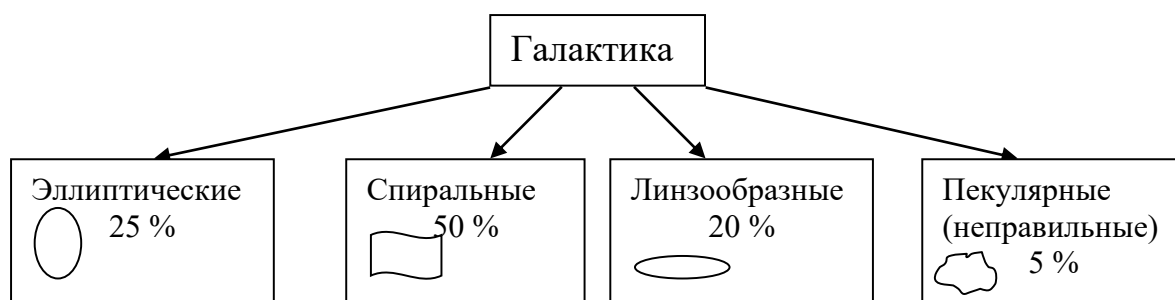 Галактика
Эллиптические
25 %
Спиральные
50 %
Линзообразные
20 %
Пекулярные
(неправильные)
5 %